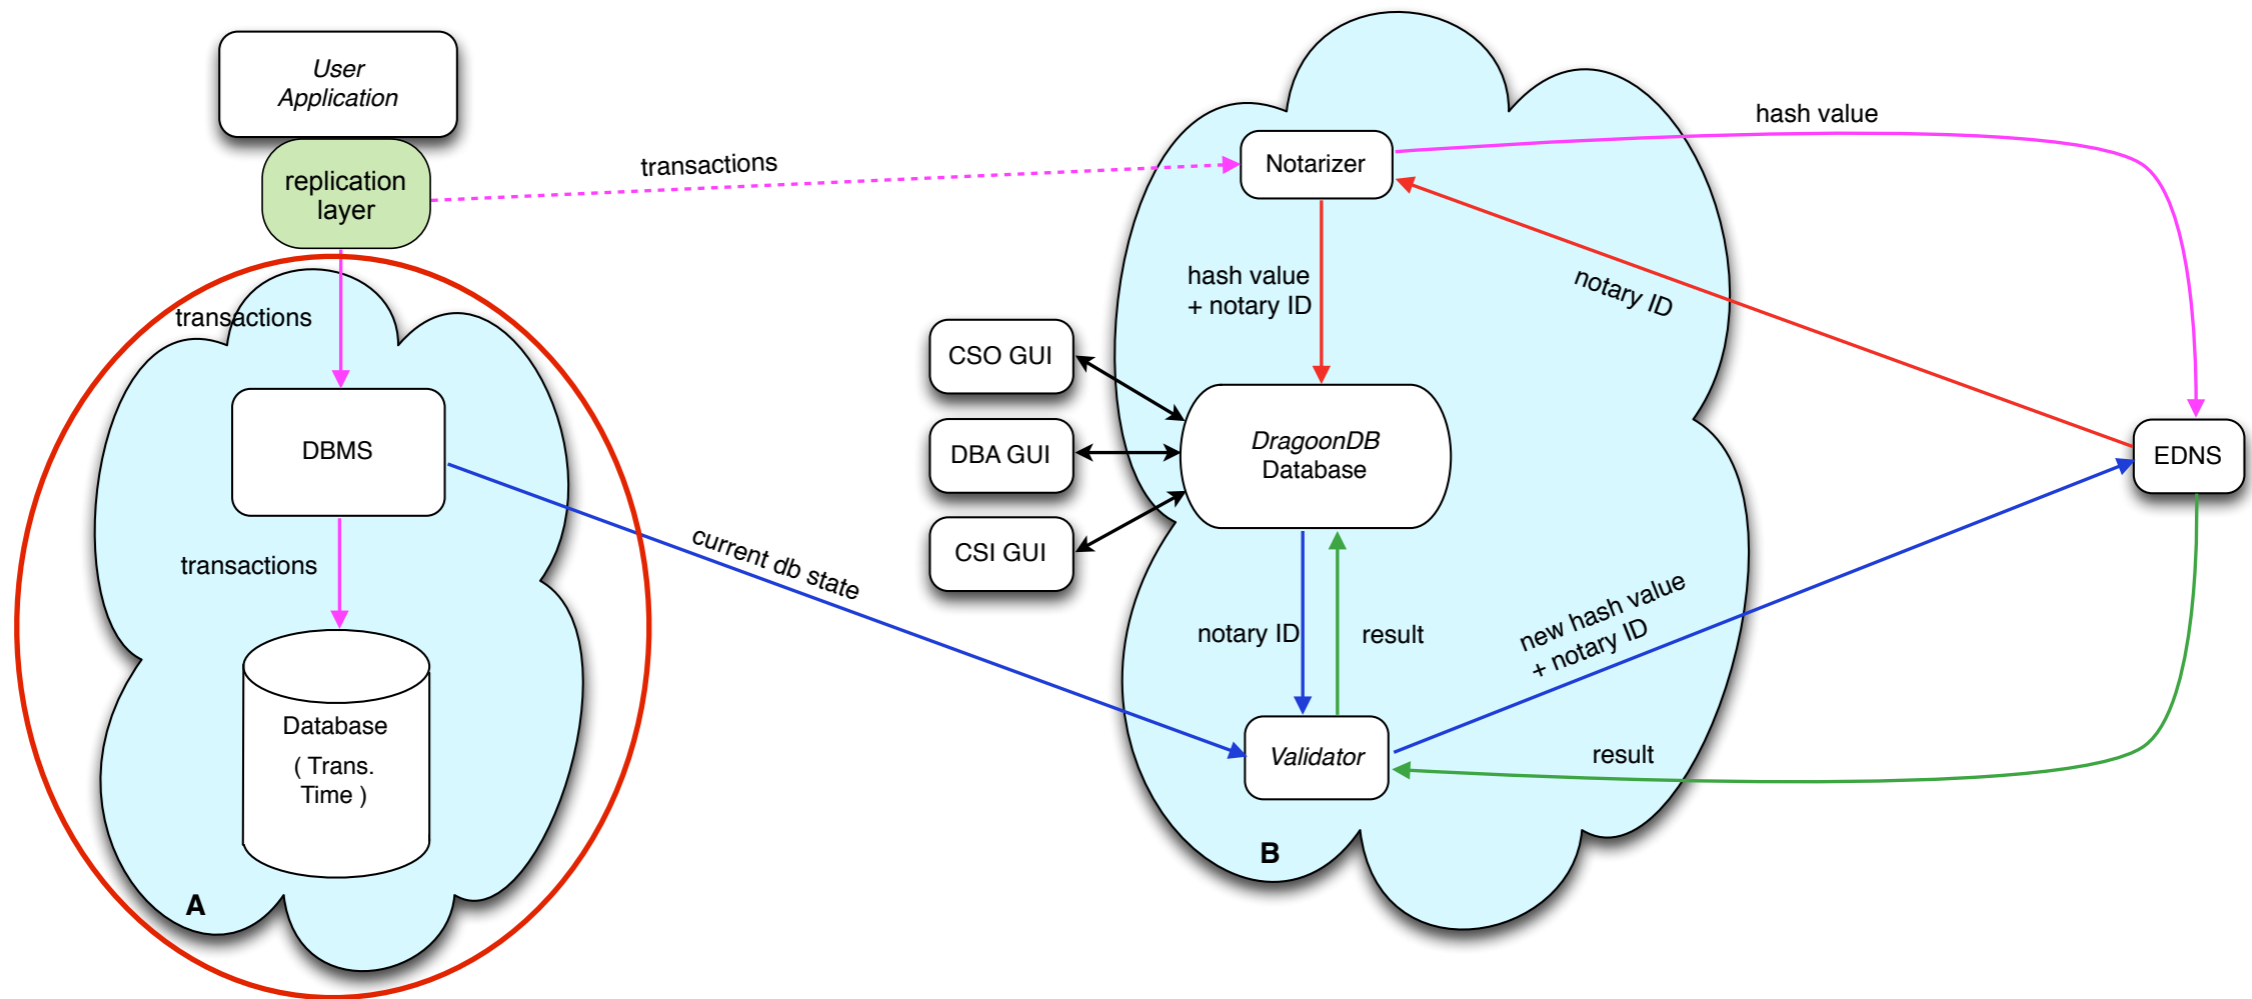 User
Application
replication
layer
transactions
transactions
DBMS
transactions
Database
( Trans.
Time )
A
current db state
CSO GUI
DBA GUI
CSI GUI
Notarizer
hash value
+ notary ID
DragoonDB
Database
notary ID
result
Validator
B
hash value
notary ID
EDNS
new hash value
+ notary ID
result